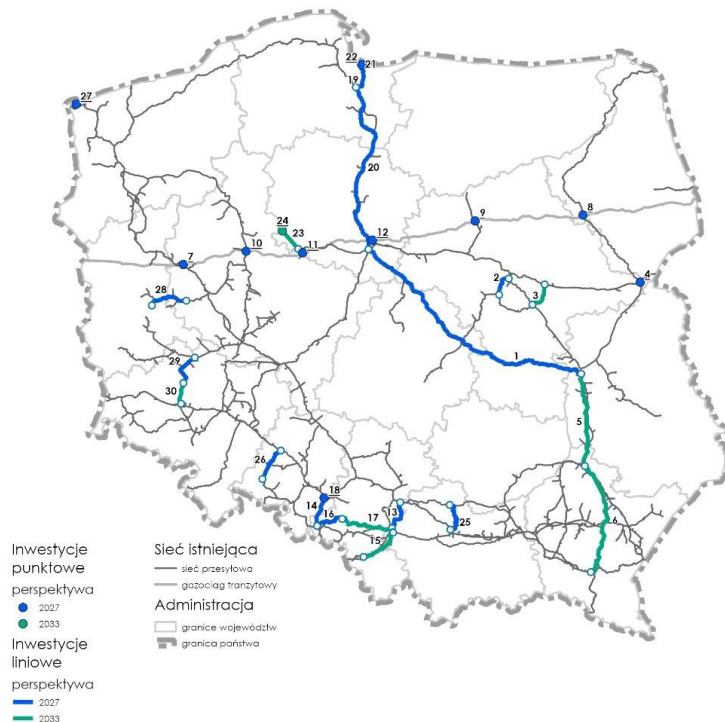 22
21
27
19
20
24
23
12
9
8
10
11
7
4
2
3
28
1
29
30
5
26
18
14
16
17
13
25
15
6
Inwestycje
punktowe
perspektywa
2027
2033
Inwestycje
liniowe
perspektywa
2027
2033
Sieć istniejąca
sieć przesyłowa
gazociąg tranzytowy
Administracja
granice województw
granica państwa